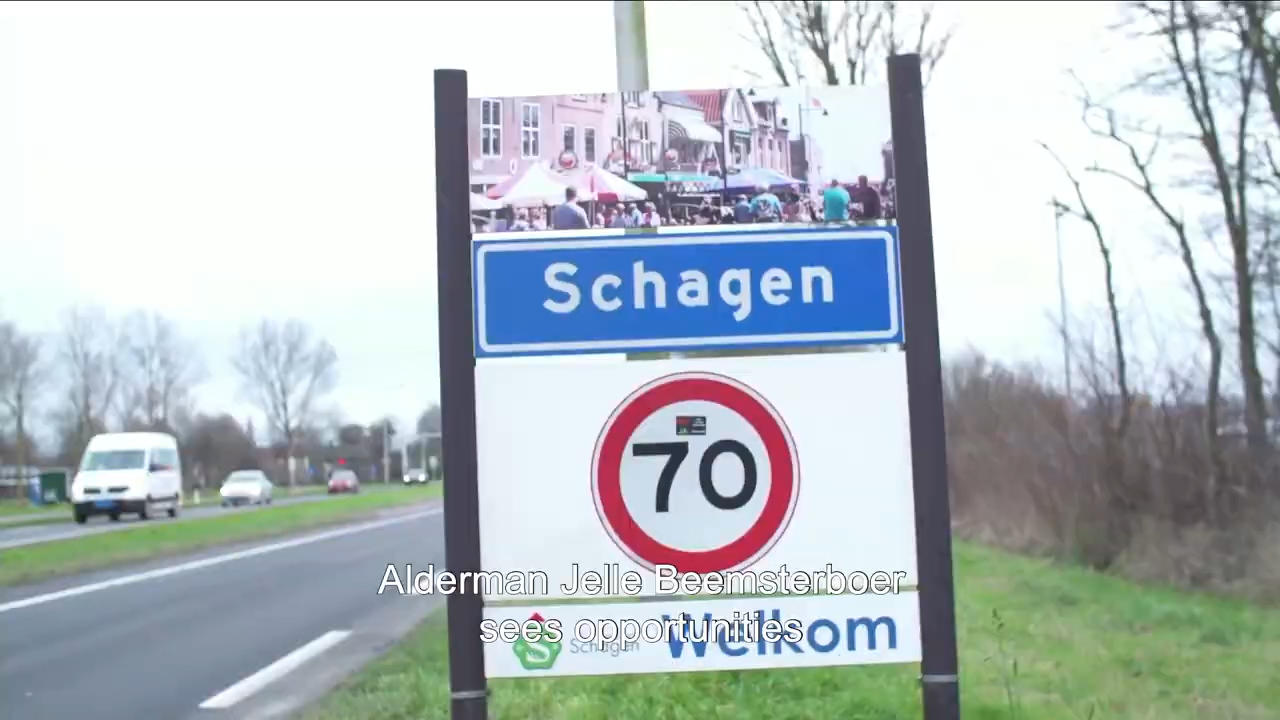 Schagen
70
Alderman Jelle Beemsterboer
sees opportunities
Schagen
Welkom